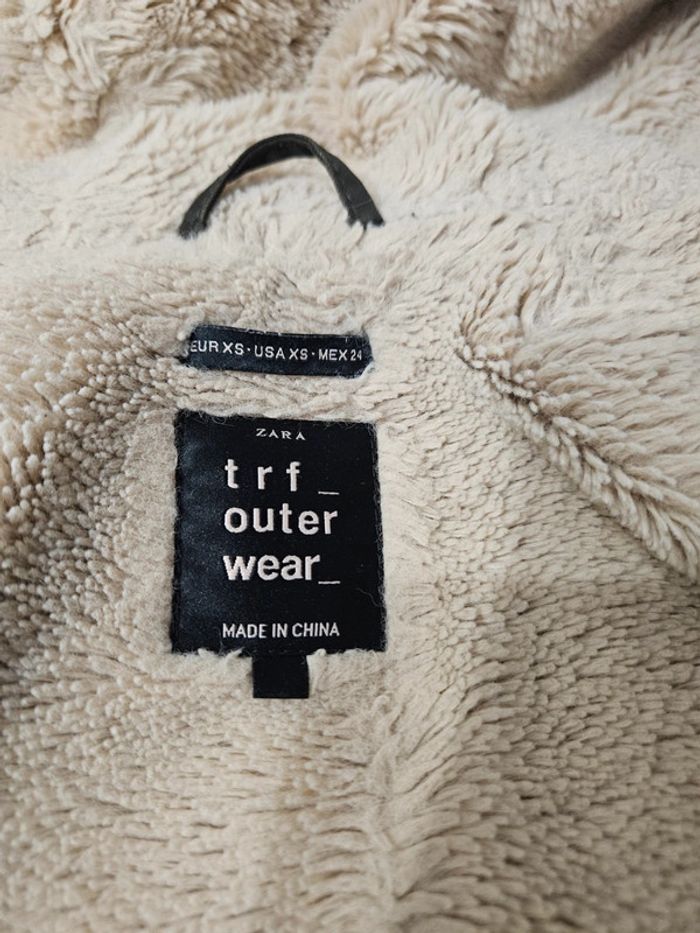 EUR XS · USA XS · MEX 24
ZARA
trf_
outer
wear_
MADE IN CHINA